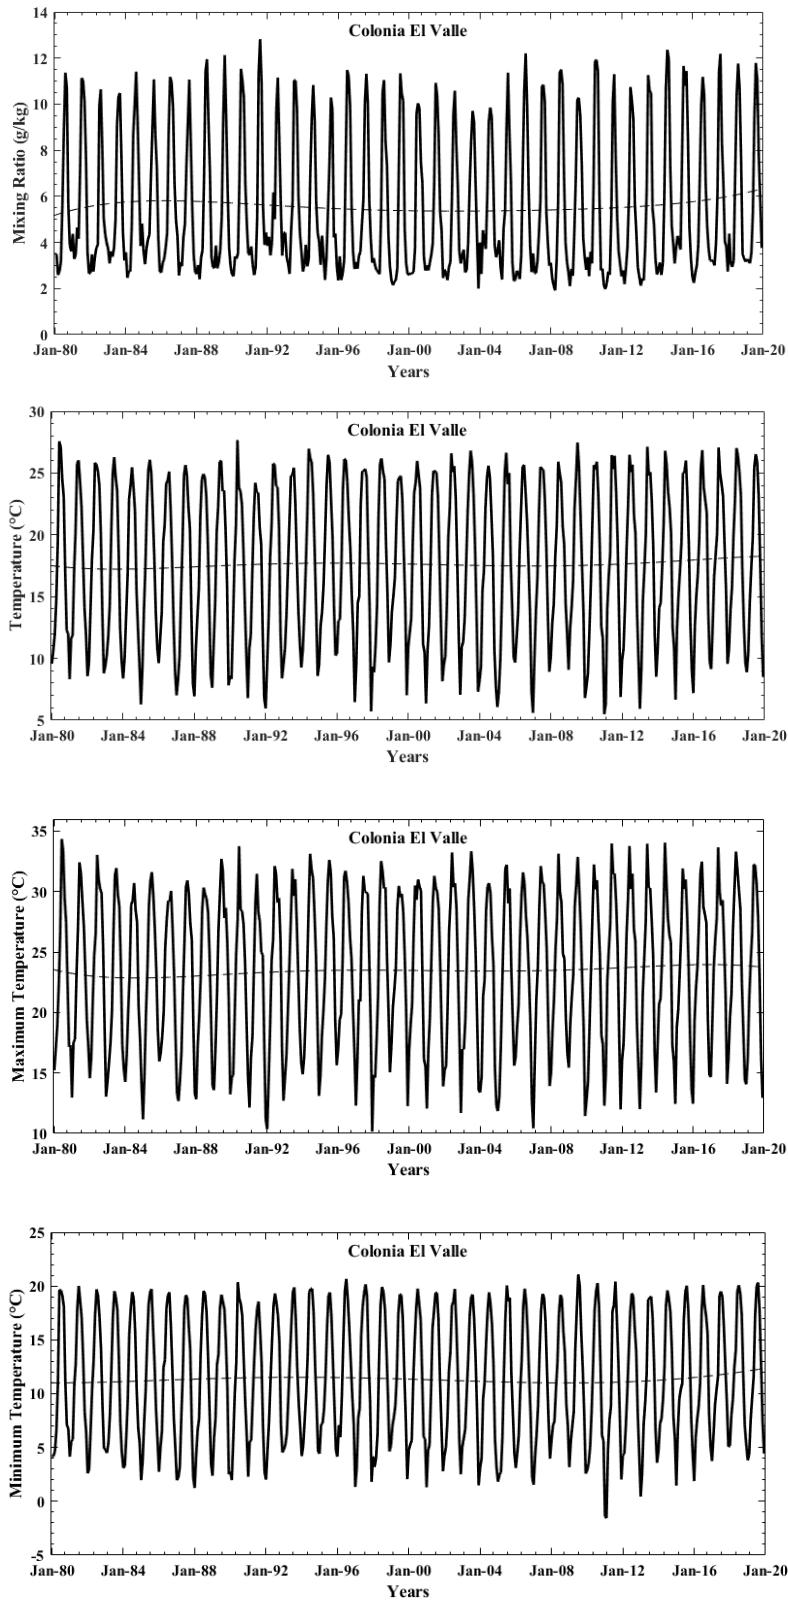 14
Colonia El Valle
12
10
8
6
4
2
0
Mixing Ratio (g/kg)
Jan-80 Jan-84 Jan-88 Jan-92 Jan-96 Jan-00 Jan-04 Jan-08 Jan-12 Jan-16 Jan-20
Years
30
Colonia El Valle
25
20
15
10
5
Temperature (°C)
Jan-80 Jan-84 Jan-88 Jan-92 Jan-96 Jan-00 Jan-04 Jan-08 Jan-12 Jan-16 Jan-20
Years
35
Colonia El Valle
30
25
20
15
10
Maximum Temperature (°C)
Jan-80 Jan-84 Jan-88 Jan-92 Jan-96 Jan-00 Jan-04 Jan-08 Jan-12 Jan-16 Jan-20
Years
25
Colonia El Valle
20
15
11
5
0
-5
Minimum Temperature (°C)
Jan-80 Jan-84 Jan-88 Jan-92 Jan-96 Jan-00 Jan-04 Jan-08 Jan-12 Jan-16 Jan-20
Years